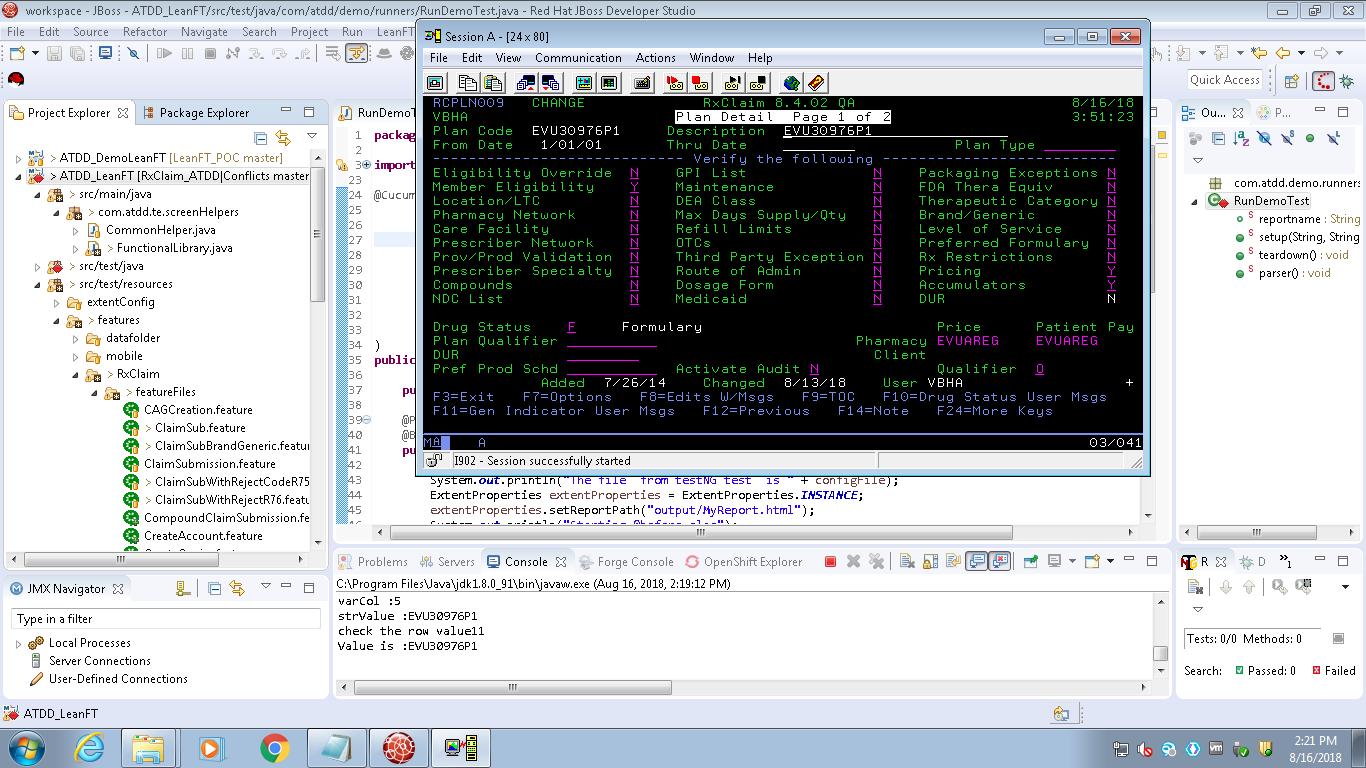 workspace - JBoss - ATDD_LeanFT/src/test/java/com/atdd/demo/runners/RunDemoTest.java - Red Hat JBoss Developer Studio
File Edit Source Refactor Navigate Search Project Run LeanFT
Quick Access
Project Explorer
Package Explorer
> ATDD_DemoLeanFT [LeanFT_POC master]
> ATDD_LeanFT [RxClaim_ATDD|Conflicts master
> src/main/java
> com.atdd.te.screenHelpers
CommonHelper.java
> FunctionalLibrary.java
> src/test/java
> src/test/resources
extentConfig
> features
datafolder
mobile
> RxClaim
> featureFiles
CAGCreation.feature
> ClaimSub.feature
> ClaimSubBrandGeneric.feature
ClaimSubmission.feature
> ClaimSubWithRejectCodeR75
> ClaimSubWithRejectR76.featu
CompoundClaimSubmission.fe
CreateAccount.feature
JMX Navigator
Type in a filter
Local Processes
Server Connections
User-Defined Connections
ATDD_LeanFT
RunDemoT
1 packag
2
3 import
23
24 @Cucum
25
26
27
28
29
30
31
32
33
34 )
35 public
36
37 pu
38
39 @P
40 @B
41 pu
42
43 System.out.println("The file from testNG test is " + configFile);
44 ExtentProperties extentProperties = ExtentProperties.INSTANCE;
45 extentProperties.setReportPath("output/MyReport.html");
46
Session A - [24 x 80]
File Edit View Communication Actions Window Help
RCPLN009 CHANGE RxClaim 8.4.02 QA 8/16/18
VBHA Plan Detail Page 1 of 2 3:51:23
Plan Code EVU30976P1 Description EVU30976P1
From Date 1/01/01 Thru Date Plan Type
Verify the following
Eligibility Override N GPI List N Packaging Exceptions N
Member Eligibility Y Maintenance N FDA Thera Equiv N
Location/LTC N DEA Class N Therapeutic Category N
Pharmacy Network N Max Days Supply/Qty N Brand/Generic N
Care Facility N Refill Limits N Level of Service N
Prescriber Network N OTCs N Preferred Formulary N
Prov/Prod Validation N Third Party Exception N Rx Restrictions N
Prescriber Specialty N Route of Admin N Pricing Y
Compounds N Dosage Form N Accumulators Y
NDC List N Medicaid N DUR N
Drug Status F Formulary Price Patient Pay
Plan Qualifier Pharmacy EVUAREG EVUAREG
DUR Client
Pref Prod Schd Activate Audit N Qualifier O
Added 7/26/14 Changed 8/13/18 User VBHA +
F3=Exit F7=Options F8=Edits W/Msgs F9=TOC F10=Drug Status User Msgs
F11=Gen Indicator User Msgs F12=Previous F14=Note F24=More Keys
MA A 03/041
I902 - Session successfully started
Problems Servers Console Forge Console OpenShift Explorer
C:\Program Files\Java\jdk1.8.0_91\bin\javaw.exe (Aug 16, 2018, 2:19:12 PM)
varCol :5
strValue :EVU30976P1
check the row value11
Value is :EVU30976P1
Ou...
P...
com.atdd.demo.runners
RunDemoTest
reportname : String
setup(String, String
teardown() : void
parser() : void
R
D
»1
Tests: 0/0 Methods: 0
Search: Passed: 0 Failed
2:21 PM
8/16/2018